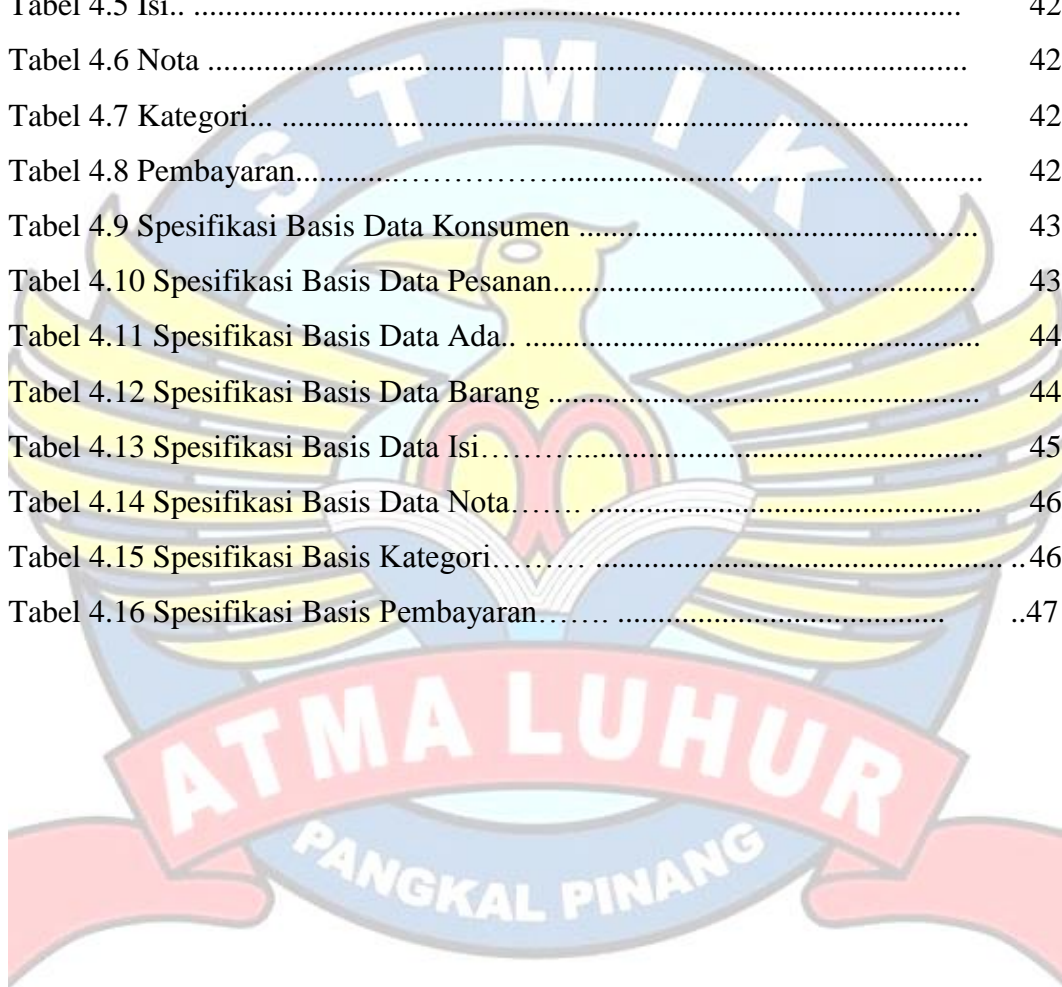 Tabel 4.5 Isi.. ................................................................................. 42
Tabel 4.6 Nota ................................................................................ 42
Tabel 4.7 Kategori... ......................................................................... 42
Tabel 4.8 Pembayaran...........……………............................................. 42
Tabel 4.9 Spesifikasi Basis Data Konsumen .......................................... 43
Tabel 4.10 Spesifikasi Basis Data Pesanan............................................. 43
Tabel 4.11 Spesifikasi Basis Data Ada.. ................................................ 44
Tabel 4.12 Spesifikasi Basis Data Barang ............................................. 44
Tabel 4.13 Spesifikasi Basis Data Isi………...…....................................... 45
Tabel 4.14 Spesifikasi Basis Data Nota……. ......................................... 46
Tabel 4.15 Spesifikasi Basis Kategori……… ........................................... ..46
Tabel 4.16 Spesifikasi Basis Pembayaran……. .................................. ..47
STMIK
ATMA LUHUR
PANGKAL PINANG